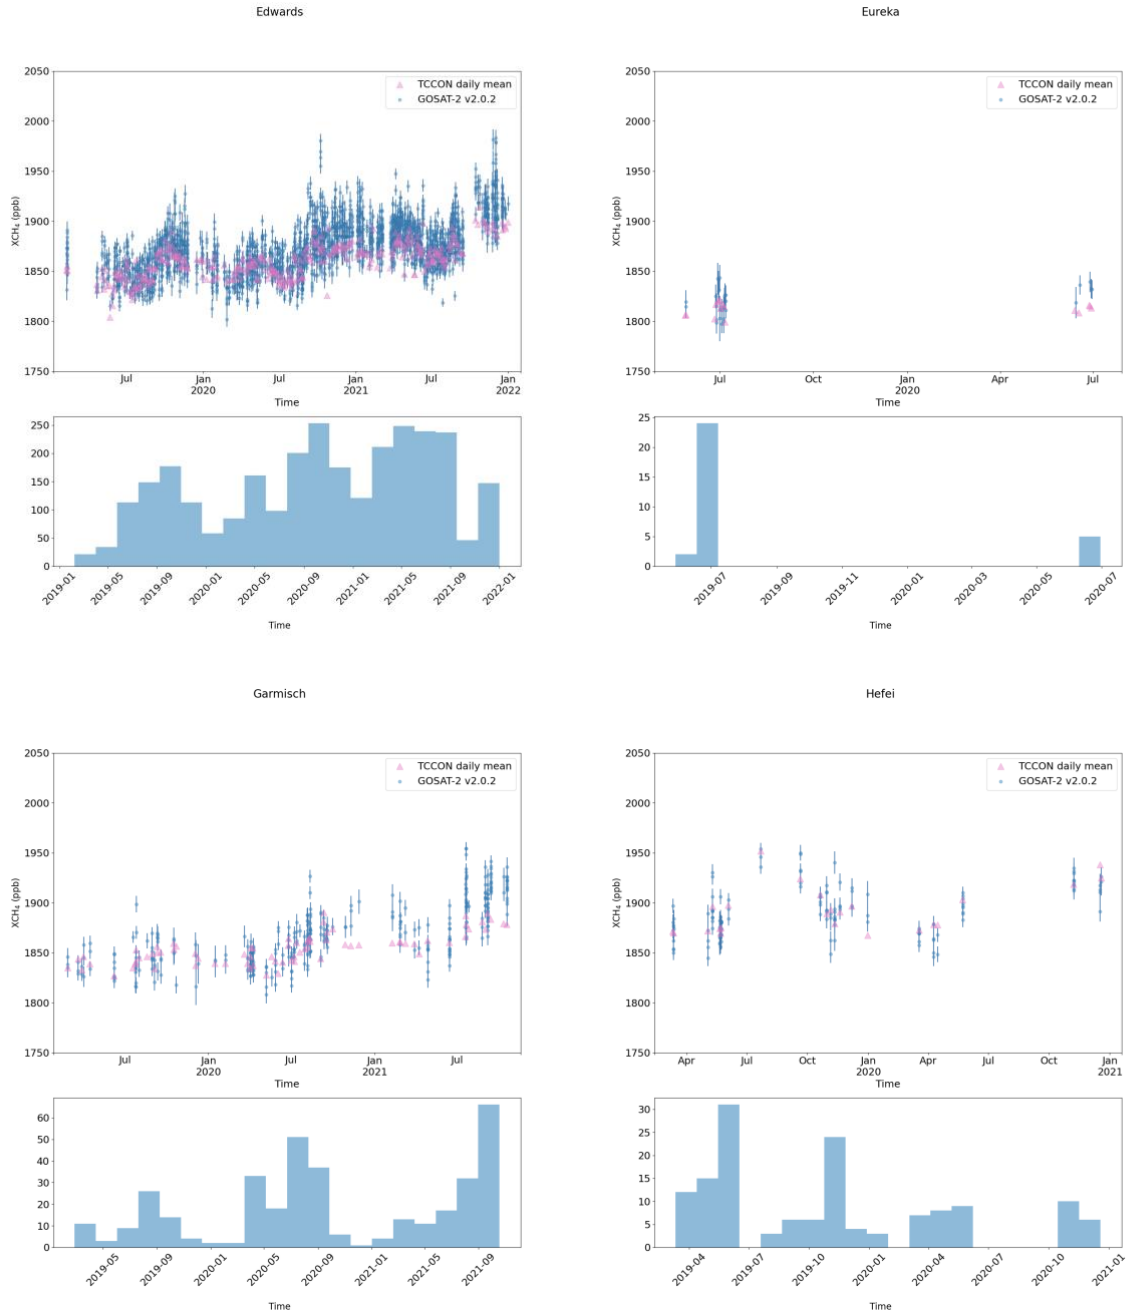 Edwards
2050
2000
1950
1900
1850
1800
1750
XCH₄ (ppb)
TCCON daily mean
GOSAT-2 v2.0.2
Jul Jan Jul Jan Jul Jan
2020 2021 2022
Time
250
200
150
100
50
0
2019-01 2019-05 2019-09 2020-01 2020-05 2020-09 2021-01 2021-05 2021-09 2022-01
Time
Eureka
2050
2000
1950
1900
1850
1800
1750
XCH₄ (ppb)
TCCON daily mean
GOSAT-2 v2.0.2
Jul Oct Jan Apr Jul
2020
Time
25
20
15
10
5
0
2019-07 2019-09 2019-11 2020-01 2020-03 2020-05 2020-07
Time
Garmisch
2050
2000
1950
1900
1850
1800
1750
XCH₄ (ppb)
TCCON daily mean
GOSAT-2 v2.0.2
Jul Jan Jul Jan Jul
2020 2021
Time
60
50
40
30
20
10
0
2019-05 2019-09 2020-01 2020-05 2020-09 2021-01 2021-05 2021-09
Time
Hefei
2050
2000
1950
1900
1850
1800
1750
XCH₄ (ppb)
TCCON daily mean
GOSAT-2 v2.0.2
Apr Jul Oct Jan Apr Jul Oct Jan
2020 2021
Time
30
25
20
15
10
5
0
2019-04 2019-07 2019-10 2020-01 2020-04 2020-07 2020-10 2021-01
Time